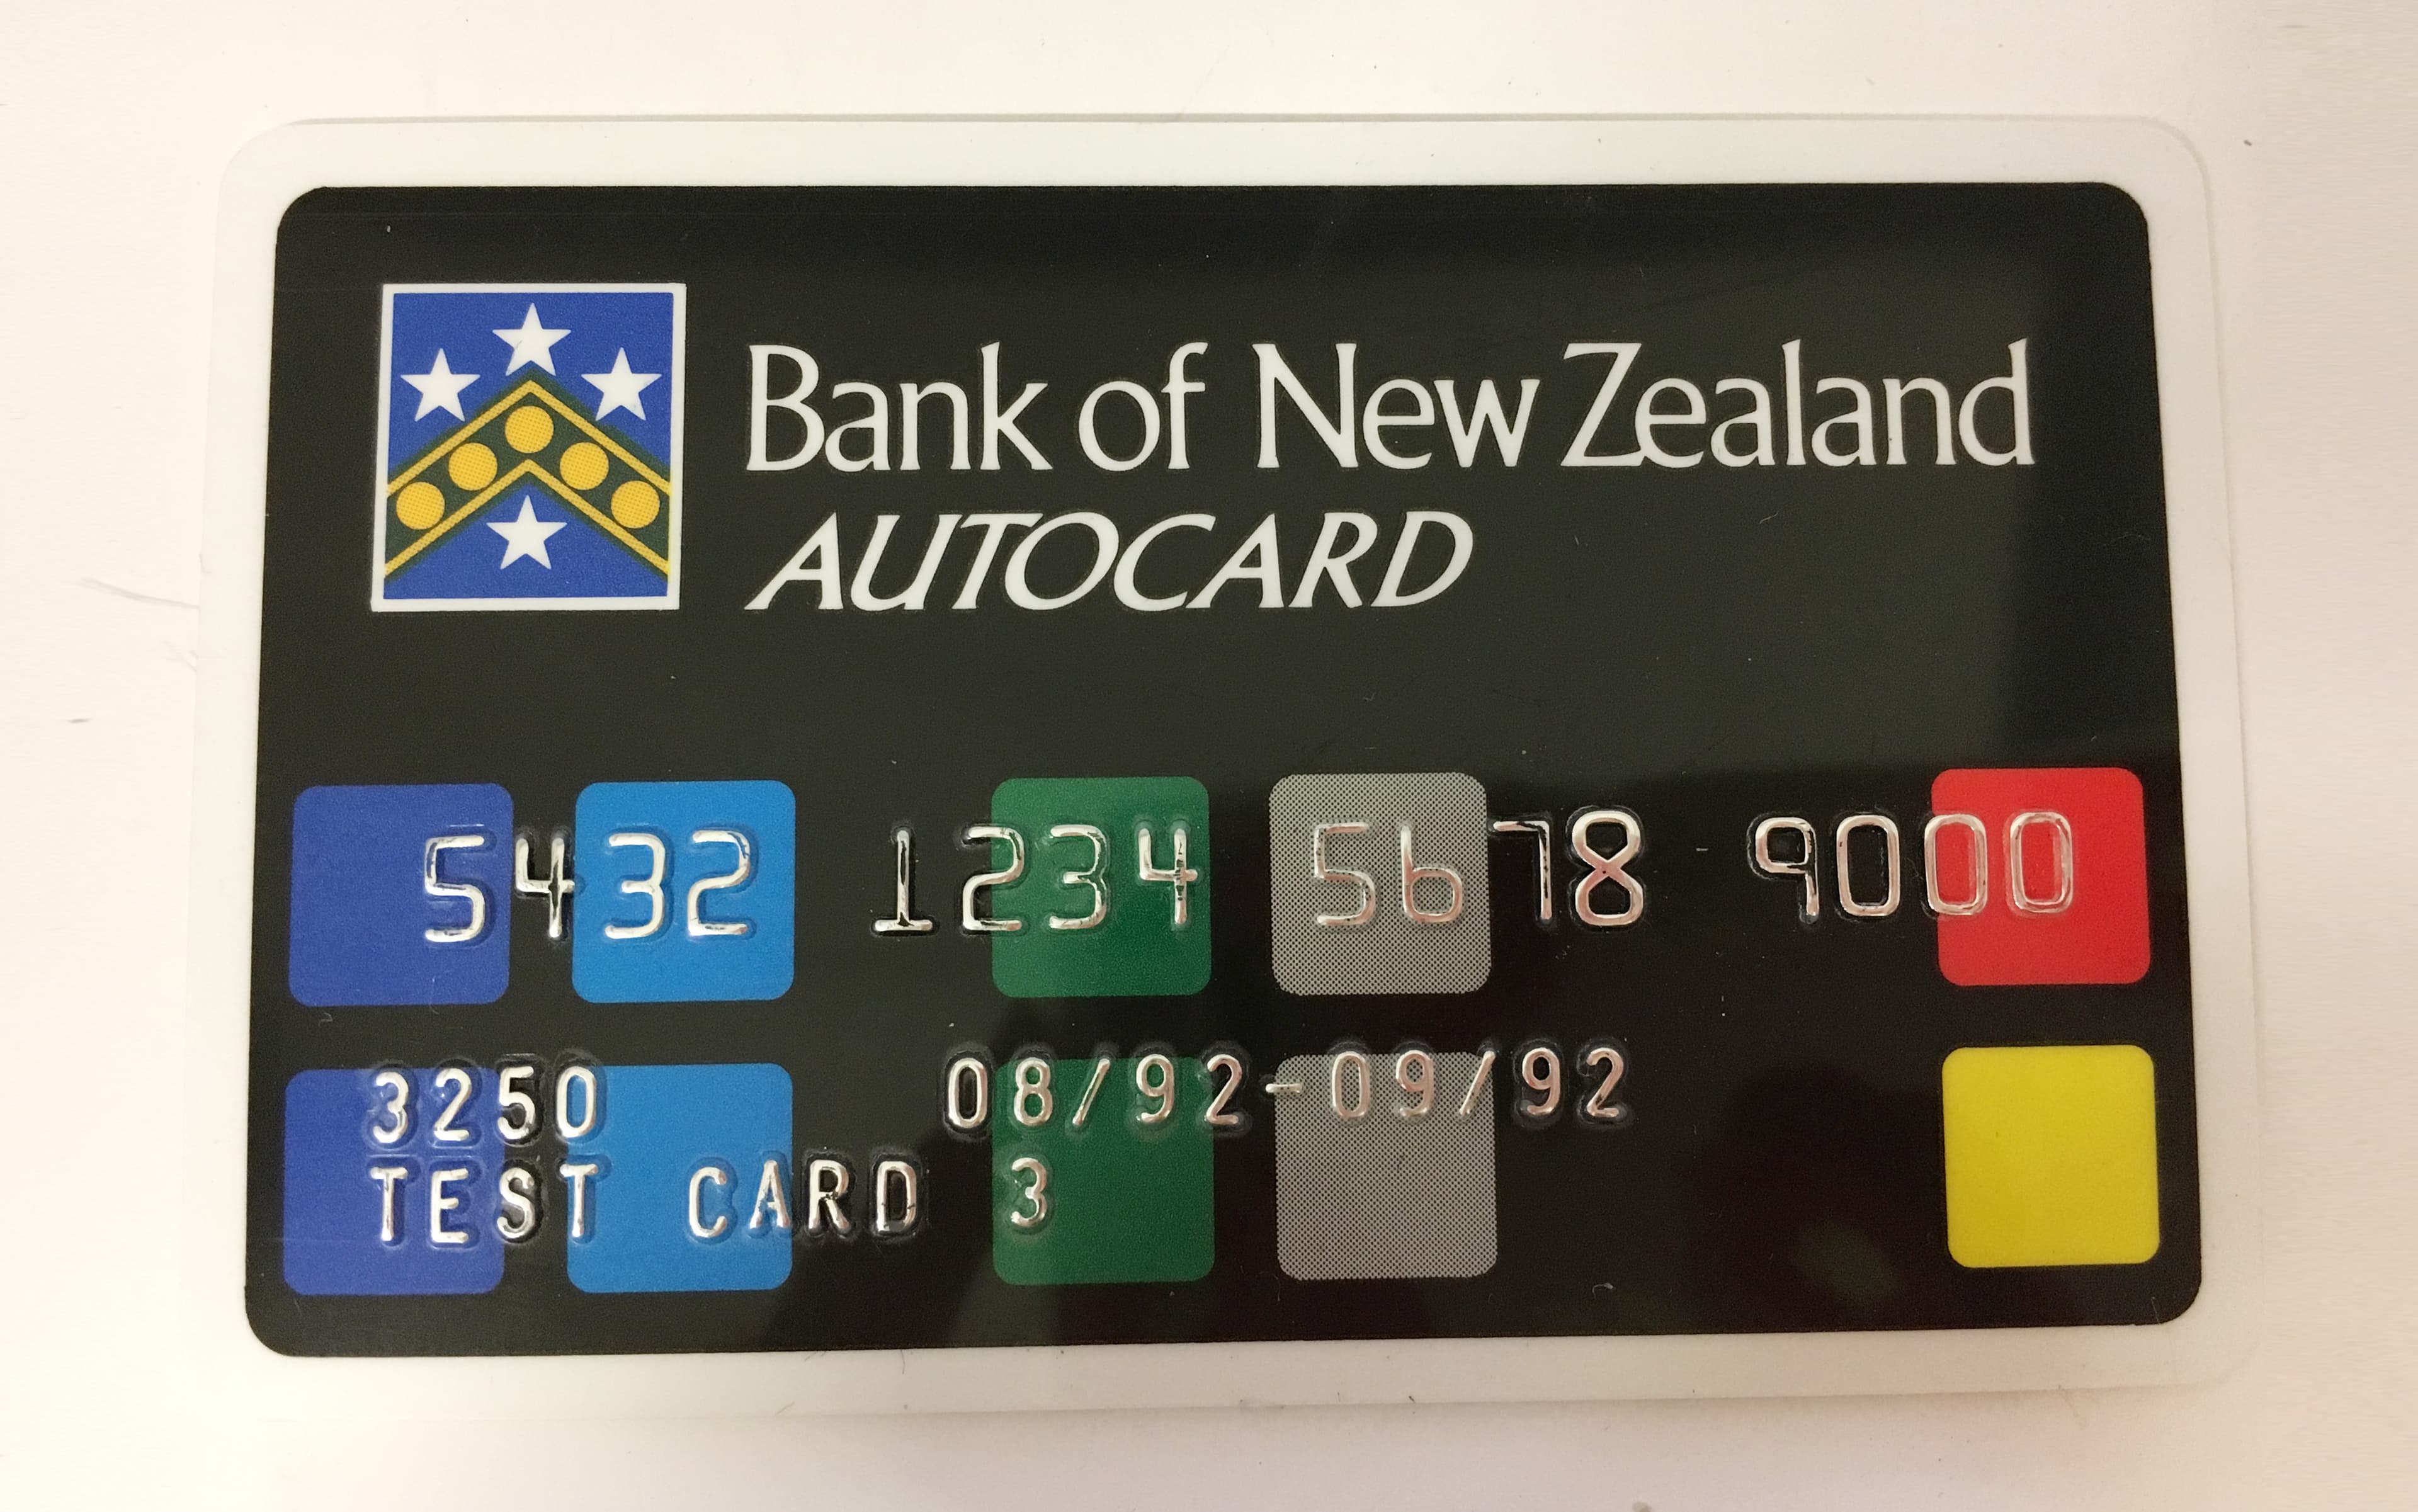 Bank of New Zealand
AUTOCARD
5432 1234 5678 9000
3250 08/92-09/92
TEST CARD 3